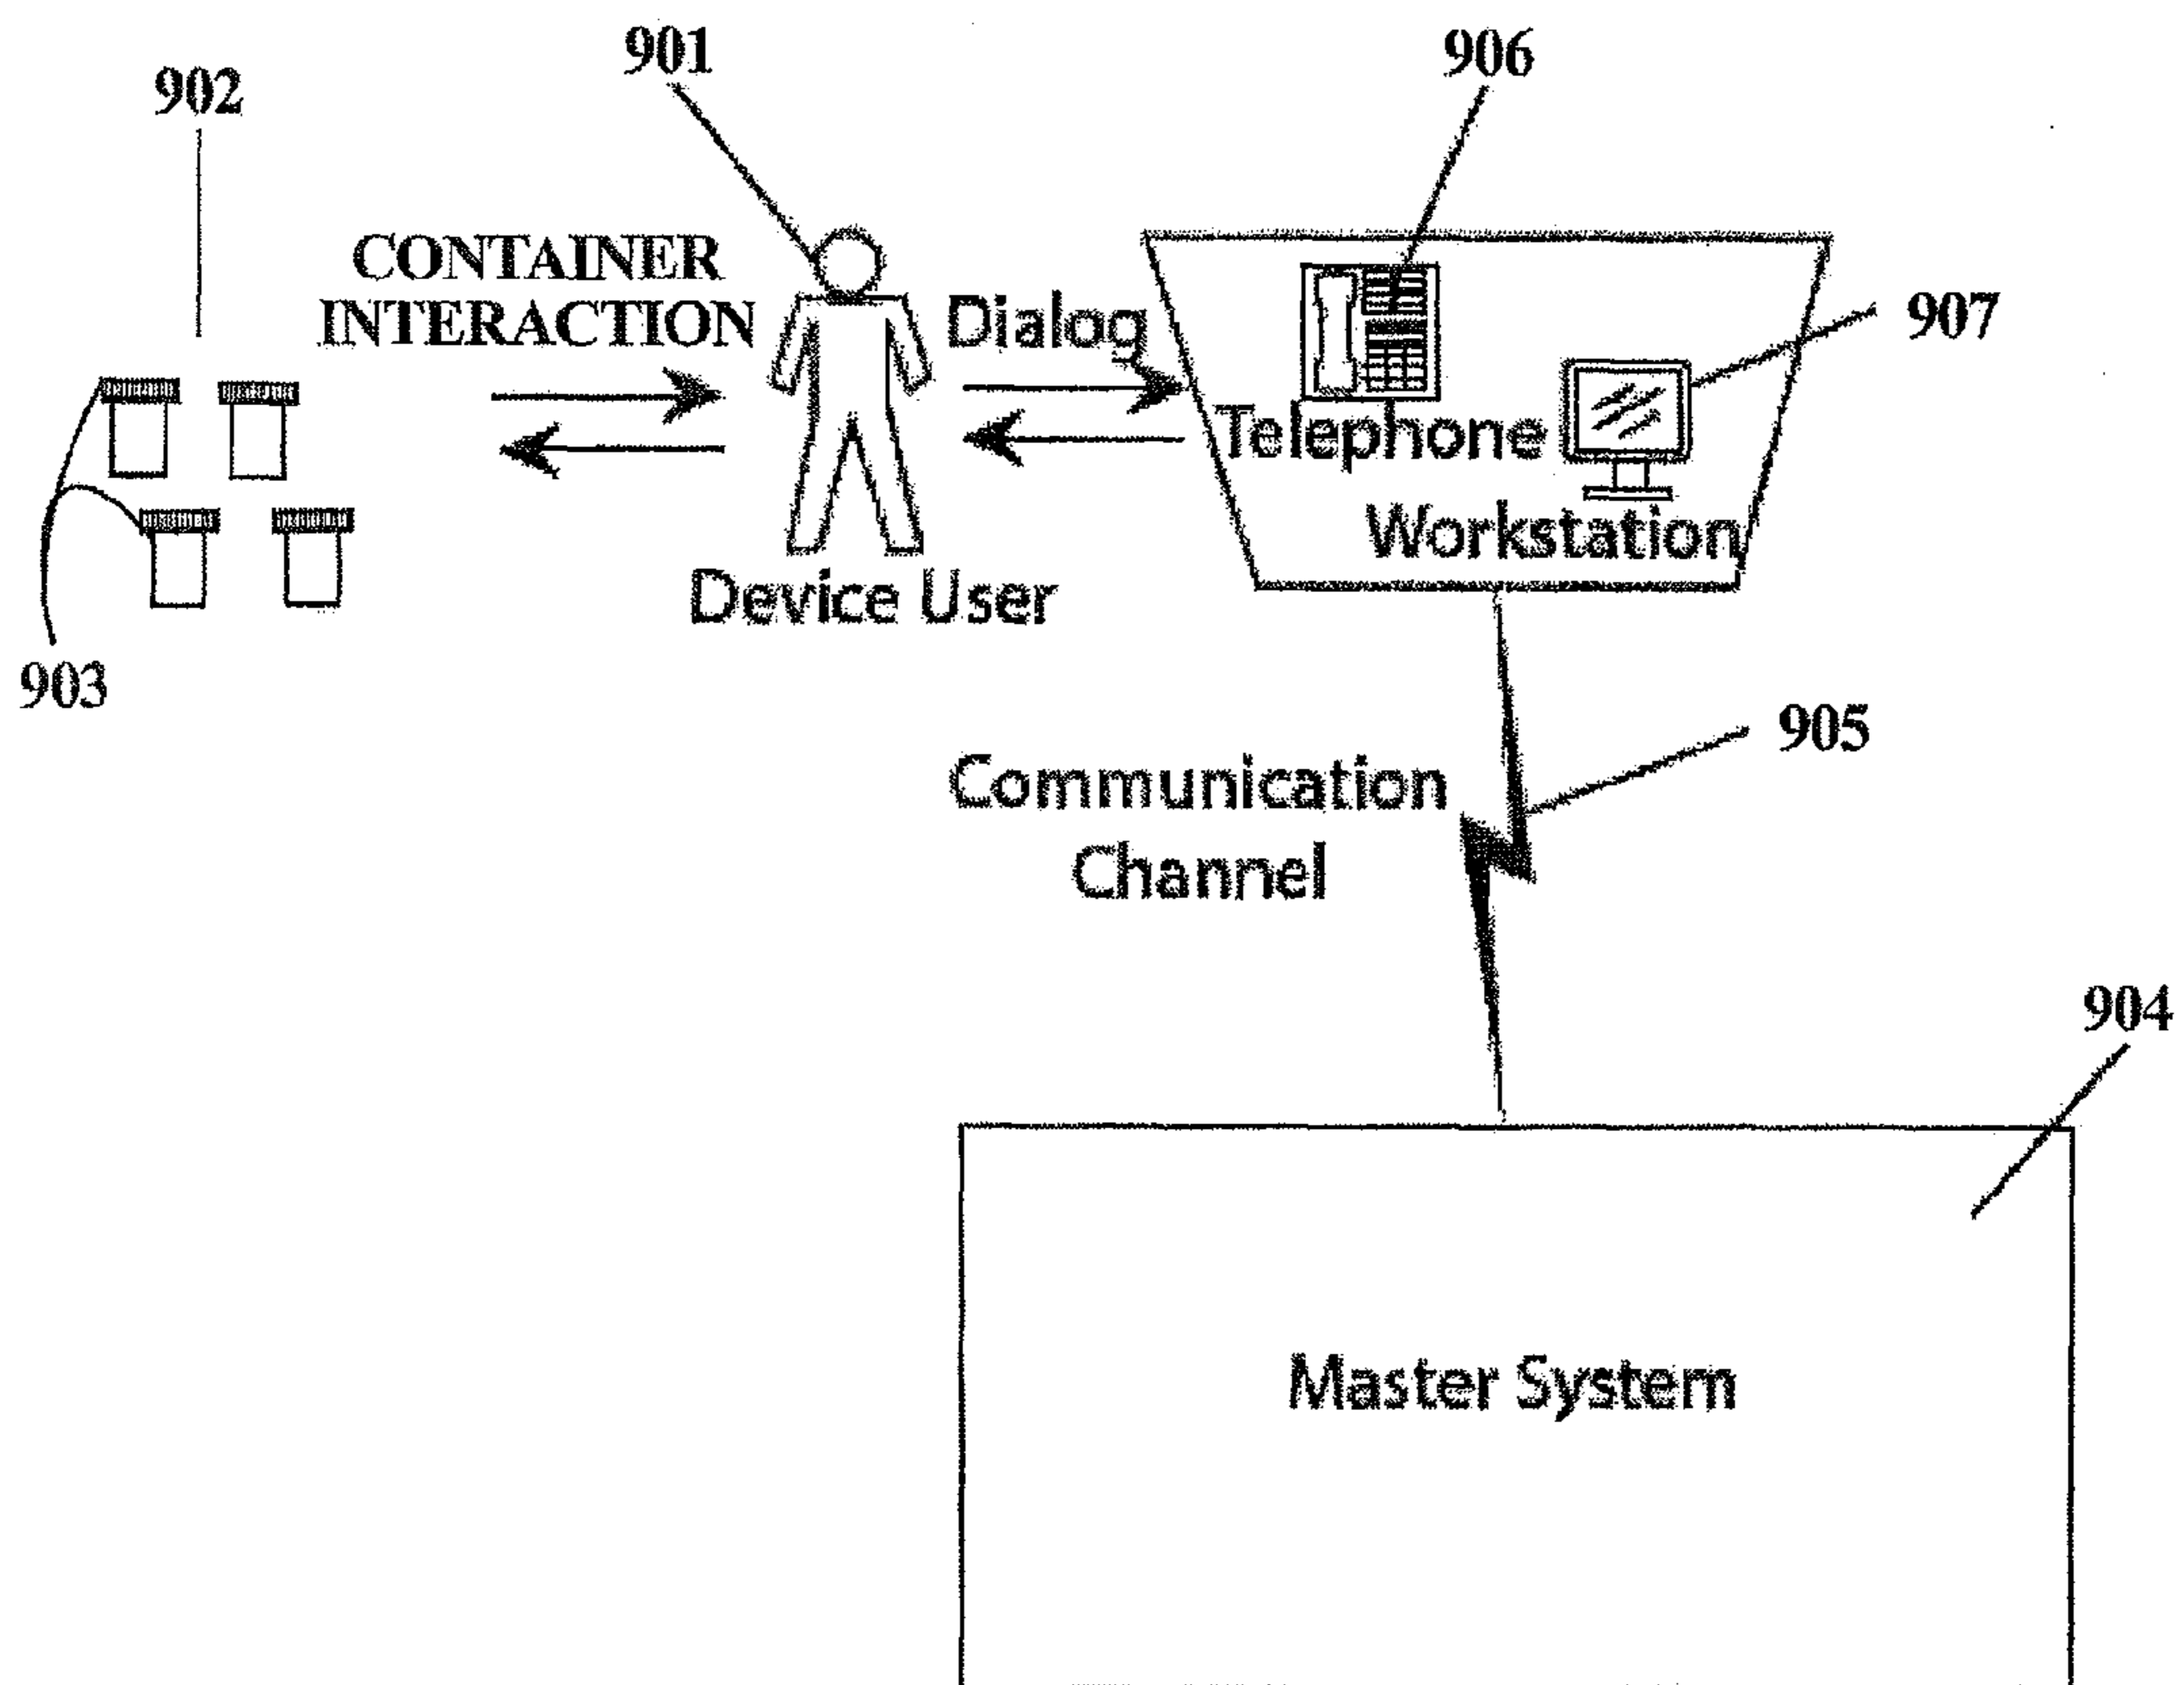 901
906
902
CONTAINER
INTERACTION
Dialog
907
Telephone
Workstation
Device User
903
905
Communication
Channel
904
Master System